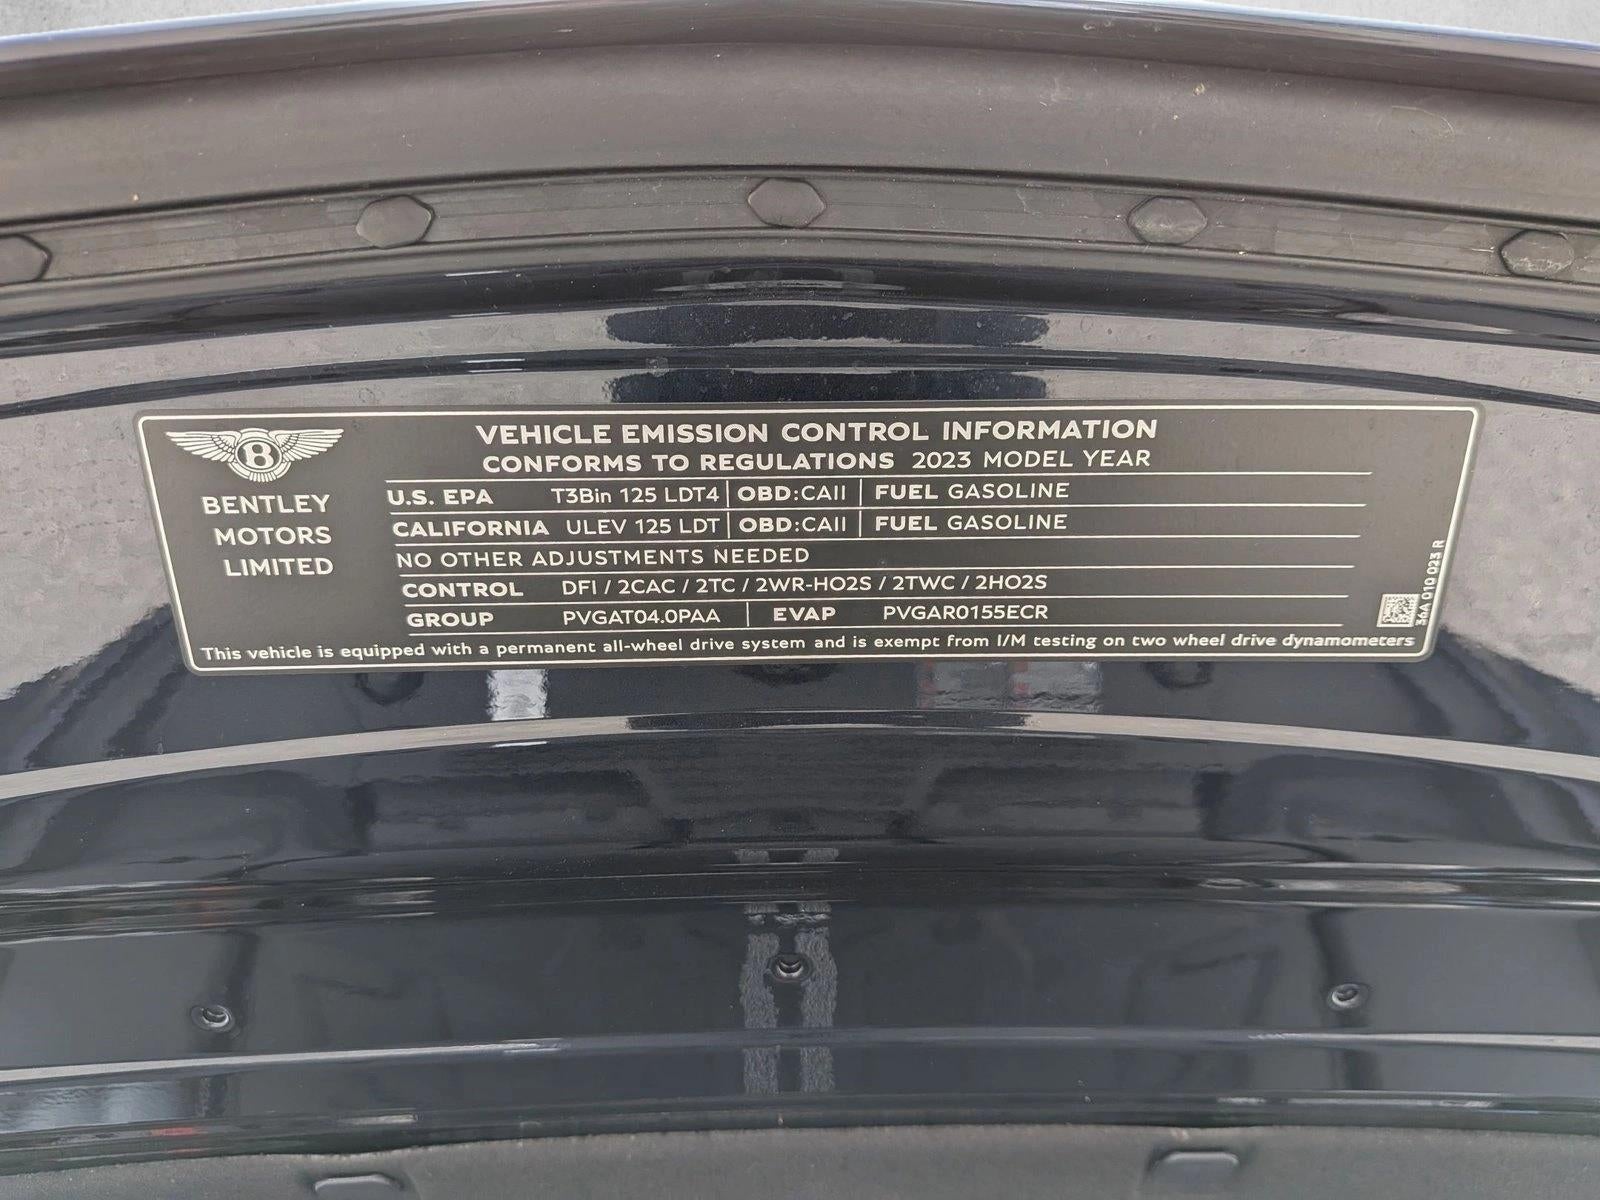 B
BENTLEY
MOTORS
LIMITED
VEHICLE EMISSION CONTROL INFORMATION
CONFORMS TO REGULATIONS 2023 MODEL YEAR
U.S. EPA T3Bin 125 LDT4 OBD:CAII FUEL GASOLINE
CALIFORNIA ULEV 125 LDT OBD:CAII FUEL GASOLINE
NO OTHER ADJUSTMENTS NEEDED
CONTROL DFI / 2CAC / 2TC / 2WR-HO2S / 2TWC / 2HO2S
GROUP PVGAT04.0PAA EVAP PVGAR0155ECR
This vehicle is equipped with a permanent all-wheel drive system and is exempt from I/M testing on two wheel drive dynamometers
36A 010 023 R